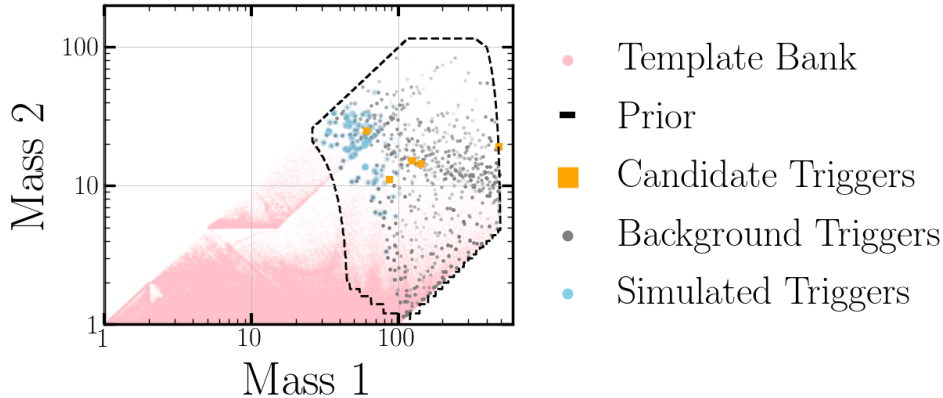 100
10
1
1
10
100
Mass 2
Mass 1
Template Bank
Prior
Candidate Triggers
Background Triggers
Simulated Triggers